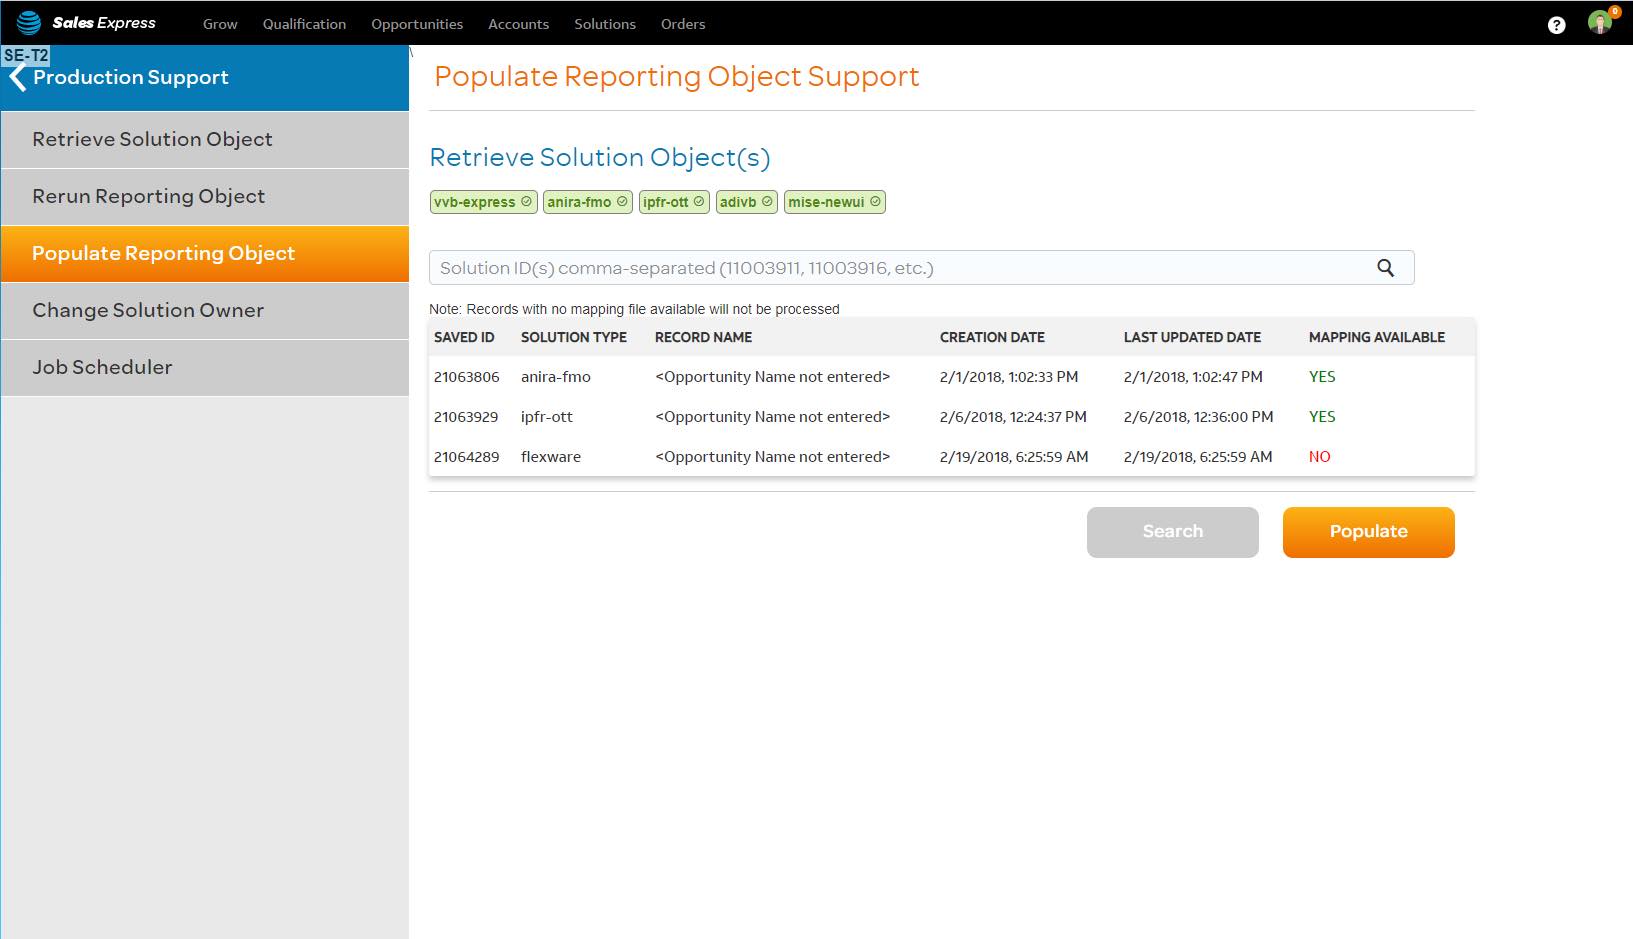 Sales Express Grow Qualification Opportunities Accounts Solutions Orders ? 0
SE-T2
Production Support
Retrieve Solution Object
Rerun Reporting Object
Populate Reporting Object
Change Solution Owner
Job Scheduler
\
Populate Reporting Object Support
Retrieve Solution Object(s)
vvb-express anira-fmo ipfr-ott adivb mise-newui
Solution ID(s) comma-separated (11003911, 11003916, etc.)
Note: Records with no mapping file available will not be processed
SAVED ID SOLUTION TYPE RECORD NAME CREATION DATE LAST UPDATED DATE MAPPING AVAILABLE
21063806 anira-fmo <Opportunity Name not entered> 2/1/2018, 1:02:33 PM 2/1/2018, 1:02:47 PM YES
21063929 ipfr-ott <Opportunity Name not entered> 2/6/2018, 12:24:37 PM 2/6/2018, 12:36:00 PM YES
21064289 flexware <Opportunity Name not entered> 2/19/2018, 6:25:59 AM 2/19/2018, 6:25:59 AM NO
Search Populate